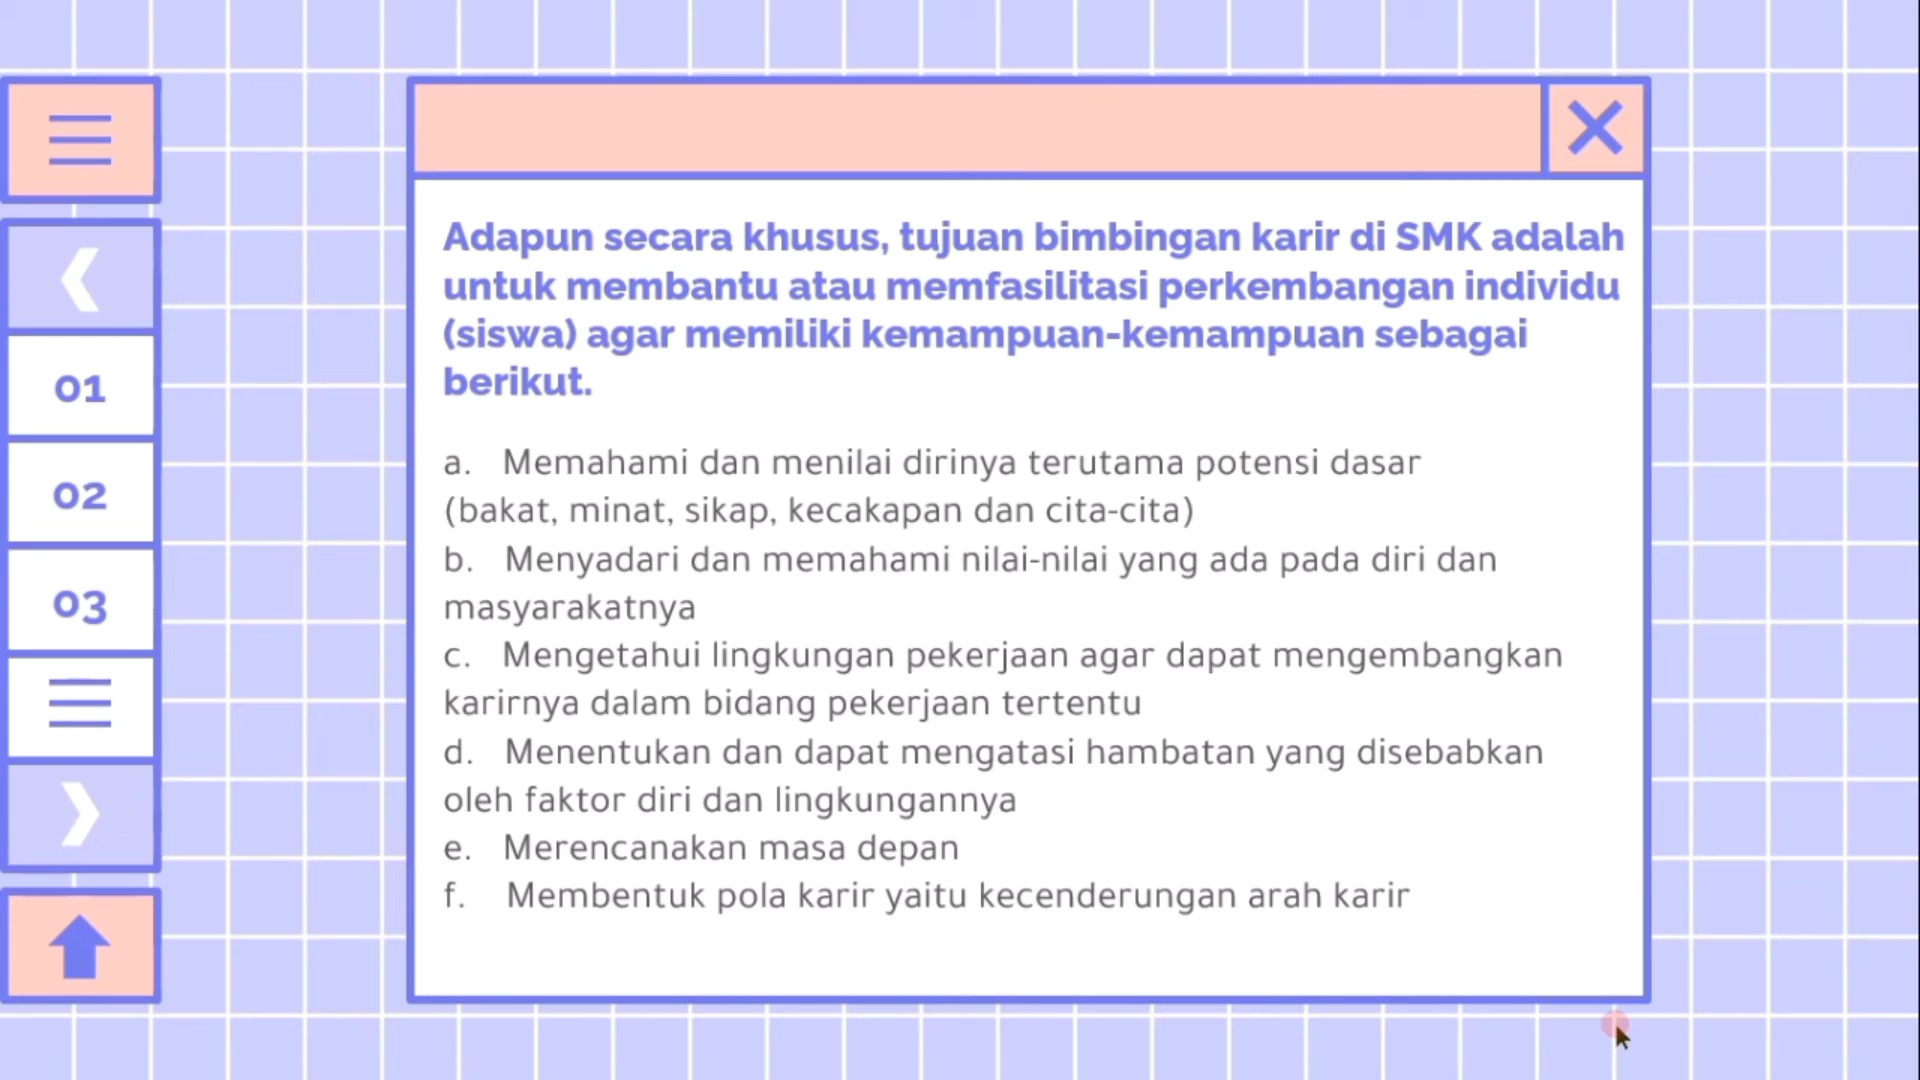 01
02
03
Adapun secara khusus, tujuan bimbingan karir di SMK adalah
untuk membantu atau memfasilitasi perkembangan individu
(siswa) agar memiliki kemampuan-kemampuan sebagai
berikut.
a. Memahami dan menilai dirinya terutama potensi dasar
(bakat, minat, sikap, kecakapan dan cita-cita)
b. Menyadari dan memahami nilai-nilai yang ada pada diri dan
masyarakatnya
c. Mengetahui lingkungan pekerjaan agar dapat mengembangkan
karirnya dalam bidang pekerjaan tertentu
d. Menentukan dan dapat mengatasi hambatan yang disebabkan
oleh faktor diri dan lingkungannya
e. Merencanakan masa depan
f. Membentuk pola karir yaitu kecenderungan arah karir